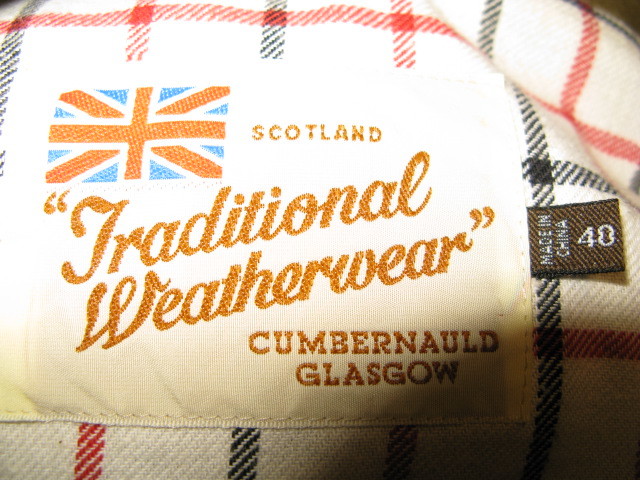 SCOTLAND
"Traditional
Weatherwear"
CUMBERNAULD
GLASGOW
MADE IN
CHINA
40